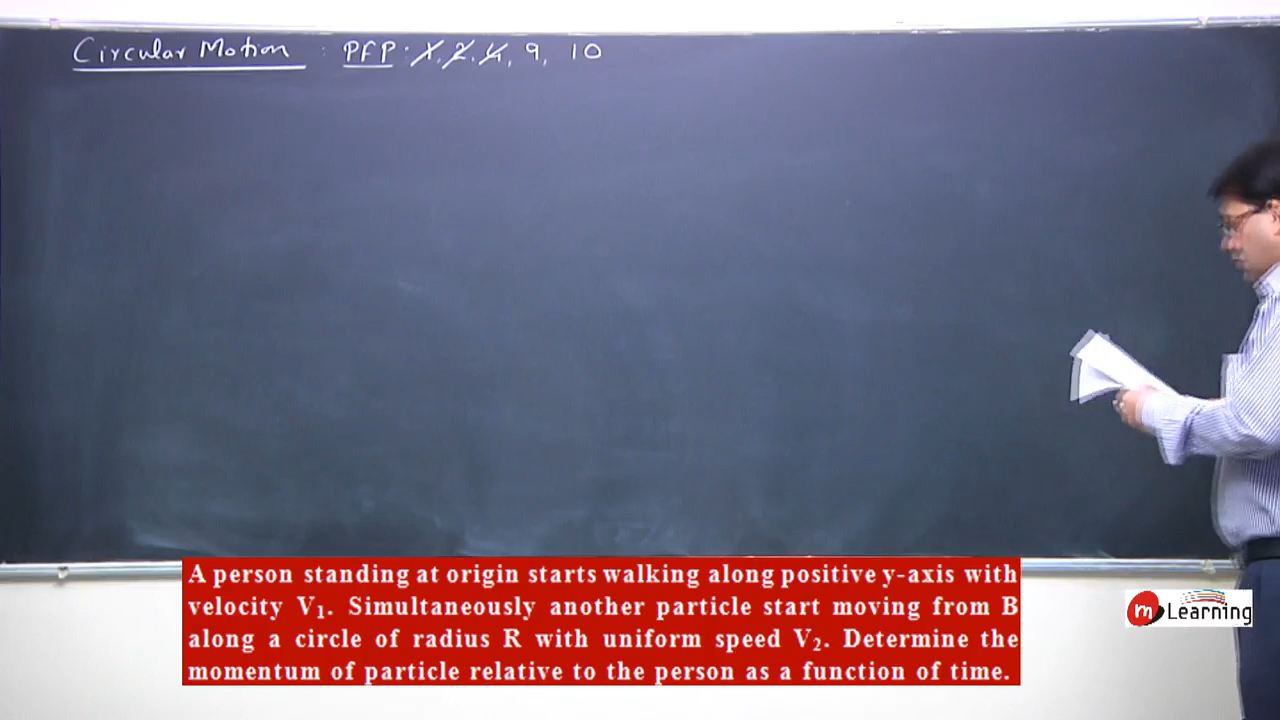 Circular Motion : PFP : 1, 2, 4, 9, 10
A person standing at origin starts walking along positive y-axis with
velocity V₁. Simultaneously another particle start moving from B
along a circle of radius R with uniform speed V₂. Determine the
momentum of particle relative to the person as a function of time.
m Learning